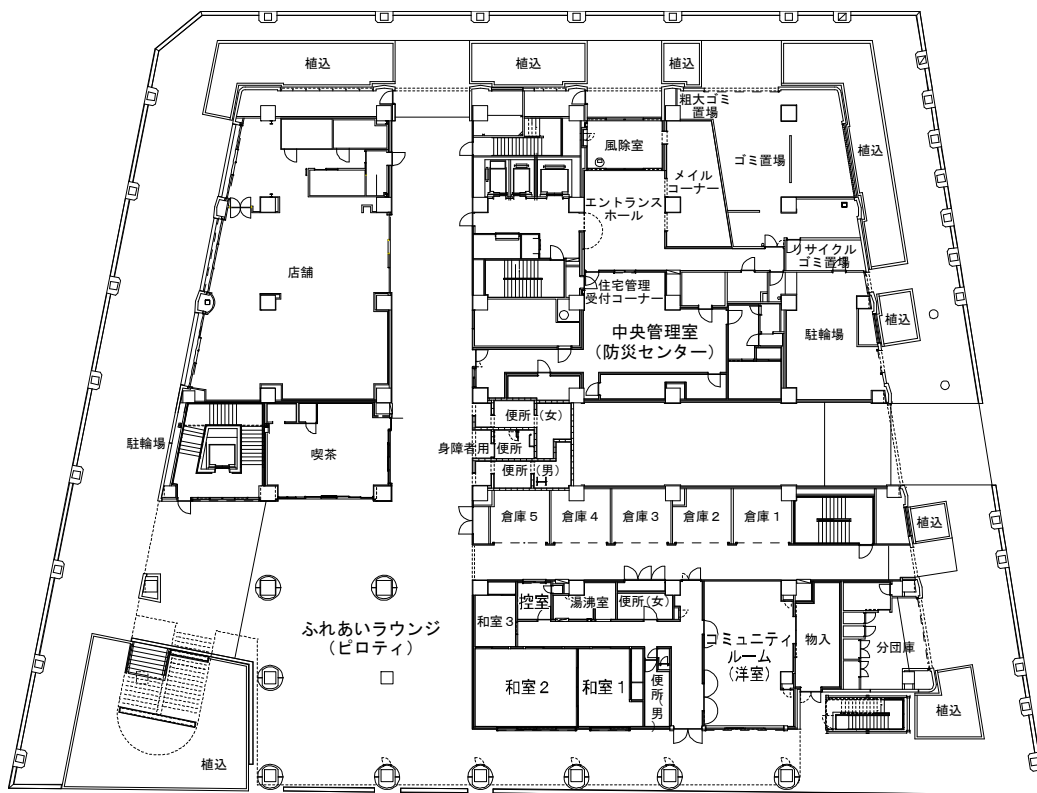 植込
植込
植込
粗大ゴミ
置場
風除室
ゴミ置場
植込
メイル
コーナー
エントランス
ホール
リサイクル
ゴミ置場
店舗
住宅管理
受付コーナー
中央管理室
(防災センター)
駐輪場
植込
便所(女)
駐輪場
喫茶
身障者用 便所
便所(男)
倉庫5
倉庫4
倉庫3
倉庫2
倉庫1
植込
控室
湯沸室
便所(女)
和室3
ふれあいラウンジ
(ピロティ)
コミュニティ
ルーム
(洋室)
物入
分団庫
和室2
和室1
便所(男)
植込
植込